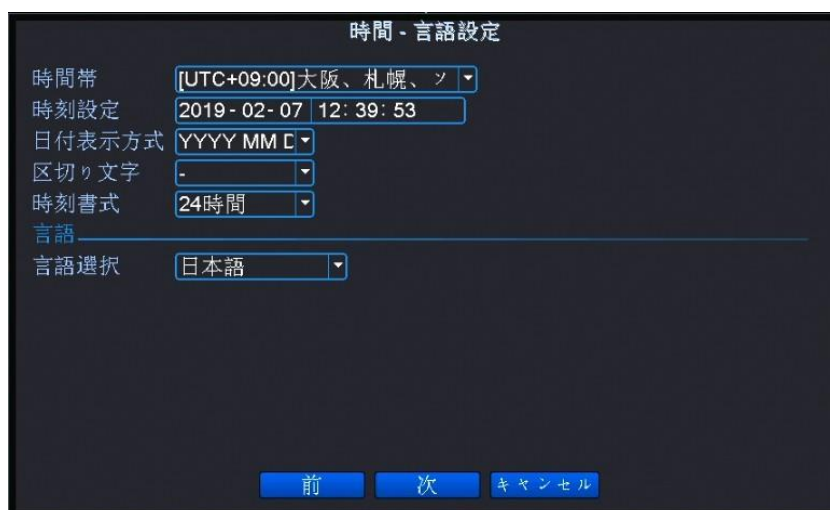 時間 - 言語設定
時間帯 [UTC+09:00]大阪、札幌、ソ
時刻設定 2019- 02- 07 12: 39: 53
日付表示方式 YYYY MM D
区切り文字 -
時刻書式 24時間
言語
言語選択 日本語
前 次 キャンセル